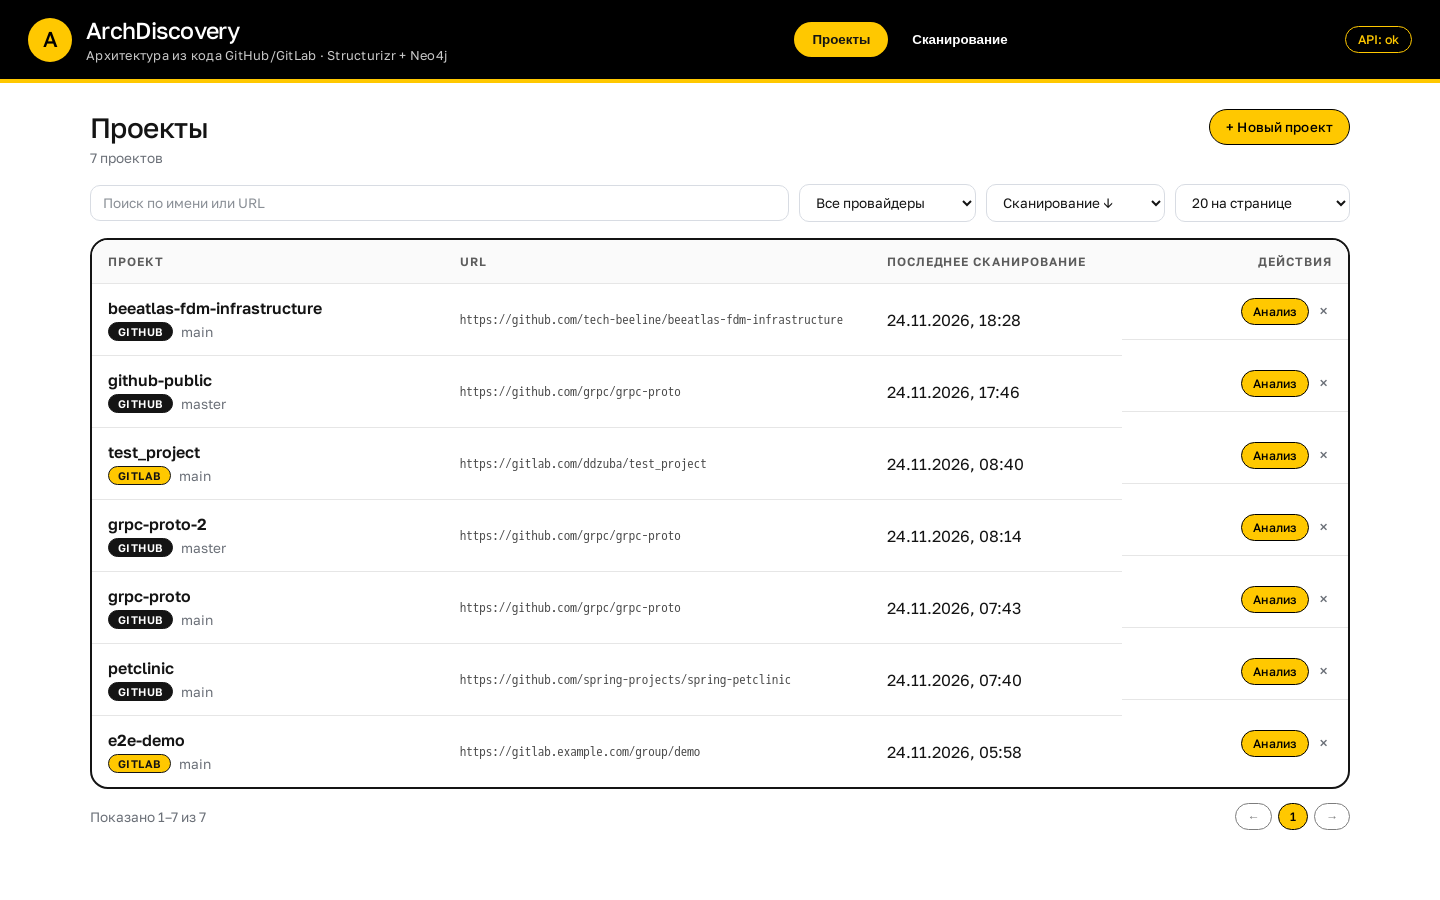 A
ArchDiscovery
Архитектура из кода GitHub/GitLab · Structurizr + Neo4j
Проекты
Сканирование
API: ok
Проекты
+ Новый проект
7 проектов
Поиск по имени или URL
Все провайдеры
Сканирование ↓
20 на странице
ПРОЕКТ URL ПОСЛЕДНЕЕ СКАНИРОВАНИЕ ДЕЙСТВИЯ
beeatlas-fdm-infrastructure
GITHUB main
https://github.com/tech-beeline/beeatlas-fdm-infrastructure
24.11.2026, 18:28
Анализ ×
github-public
GITHUB master
https://github.com/grpc/grpc-proto
24.11.2026, 17:46
Анализ ×
test_project
GITLAB main
https://gitlab.com/ddzuba/test_project
24.11.2026, 08:40
Анализ ×
grpc-proto-2
GITHUB master
https://github.com/grpc/grpc-proto
24.11.2026, 08:14
Анализ ×
grpc-proto
GITHUB main
https://github.com/grpc/grpc-proto
24.11.2026, 07:43
Анализ ×
petclinic
GITHUB main
https://github.com/spring-projects/spring-petclinic
24.11.2026, 07:40
Анализ ×
e2e-demo
GITLAB main
https://gitlab.example.com/group/demo
24.11.2026, 05:58
Анализ ×
Показано 1–7 из 7
← 1 →